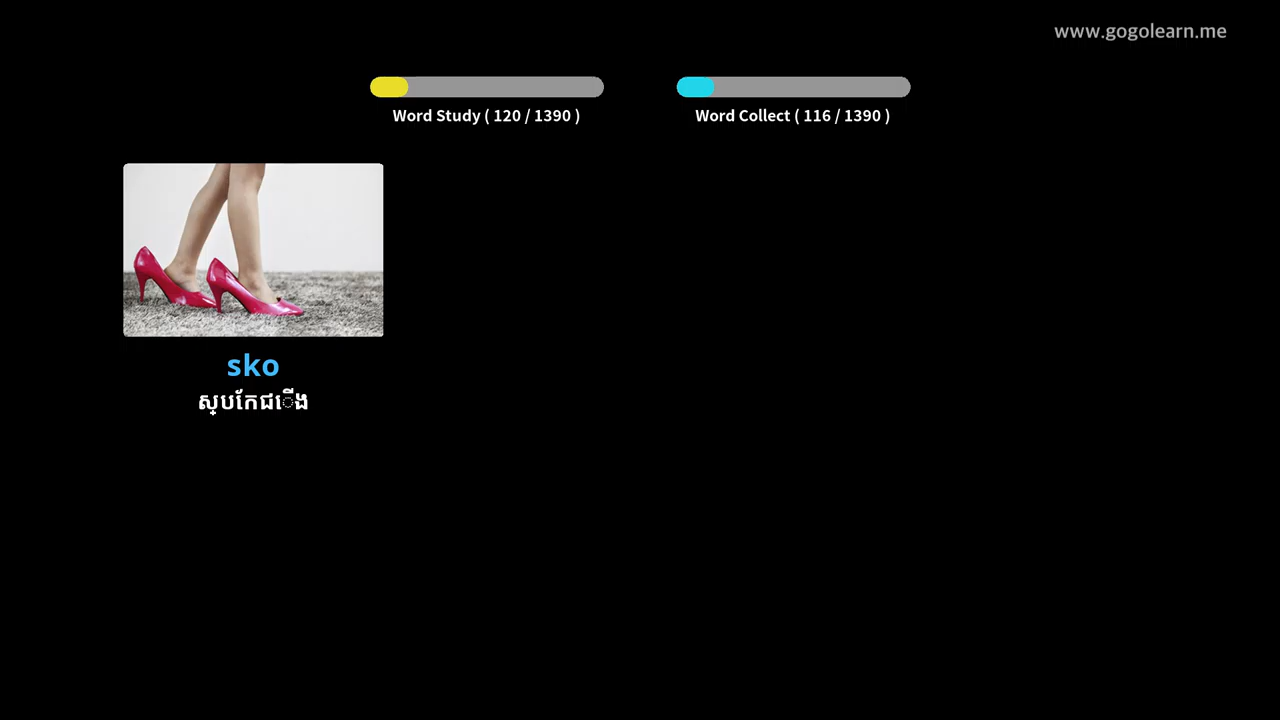 www.gogolearn.me
Word Study ( 120 / 1390 )
Word Collect ( 116 / 1390 )
sko
ស្បែកជើង